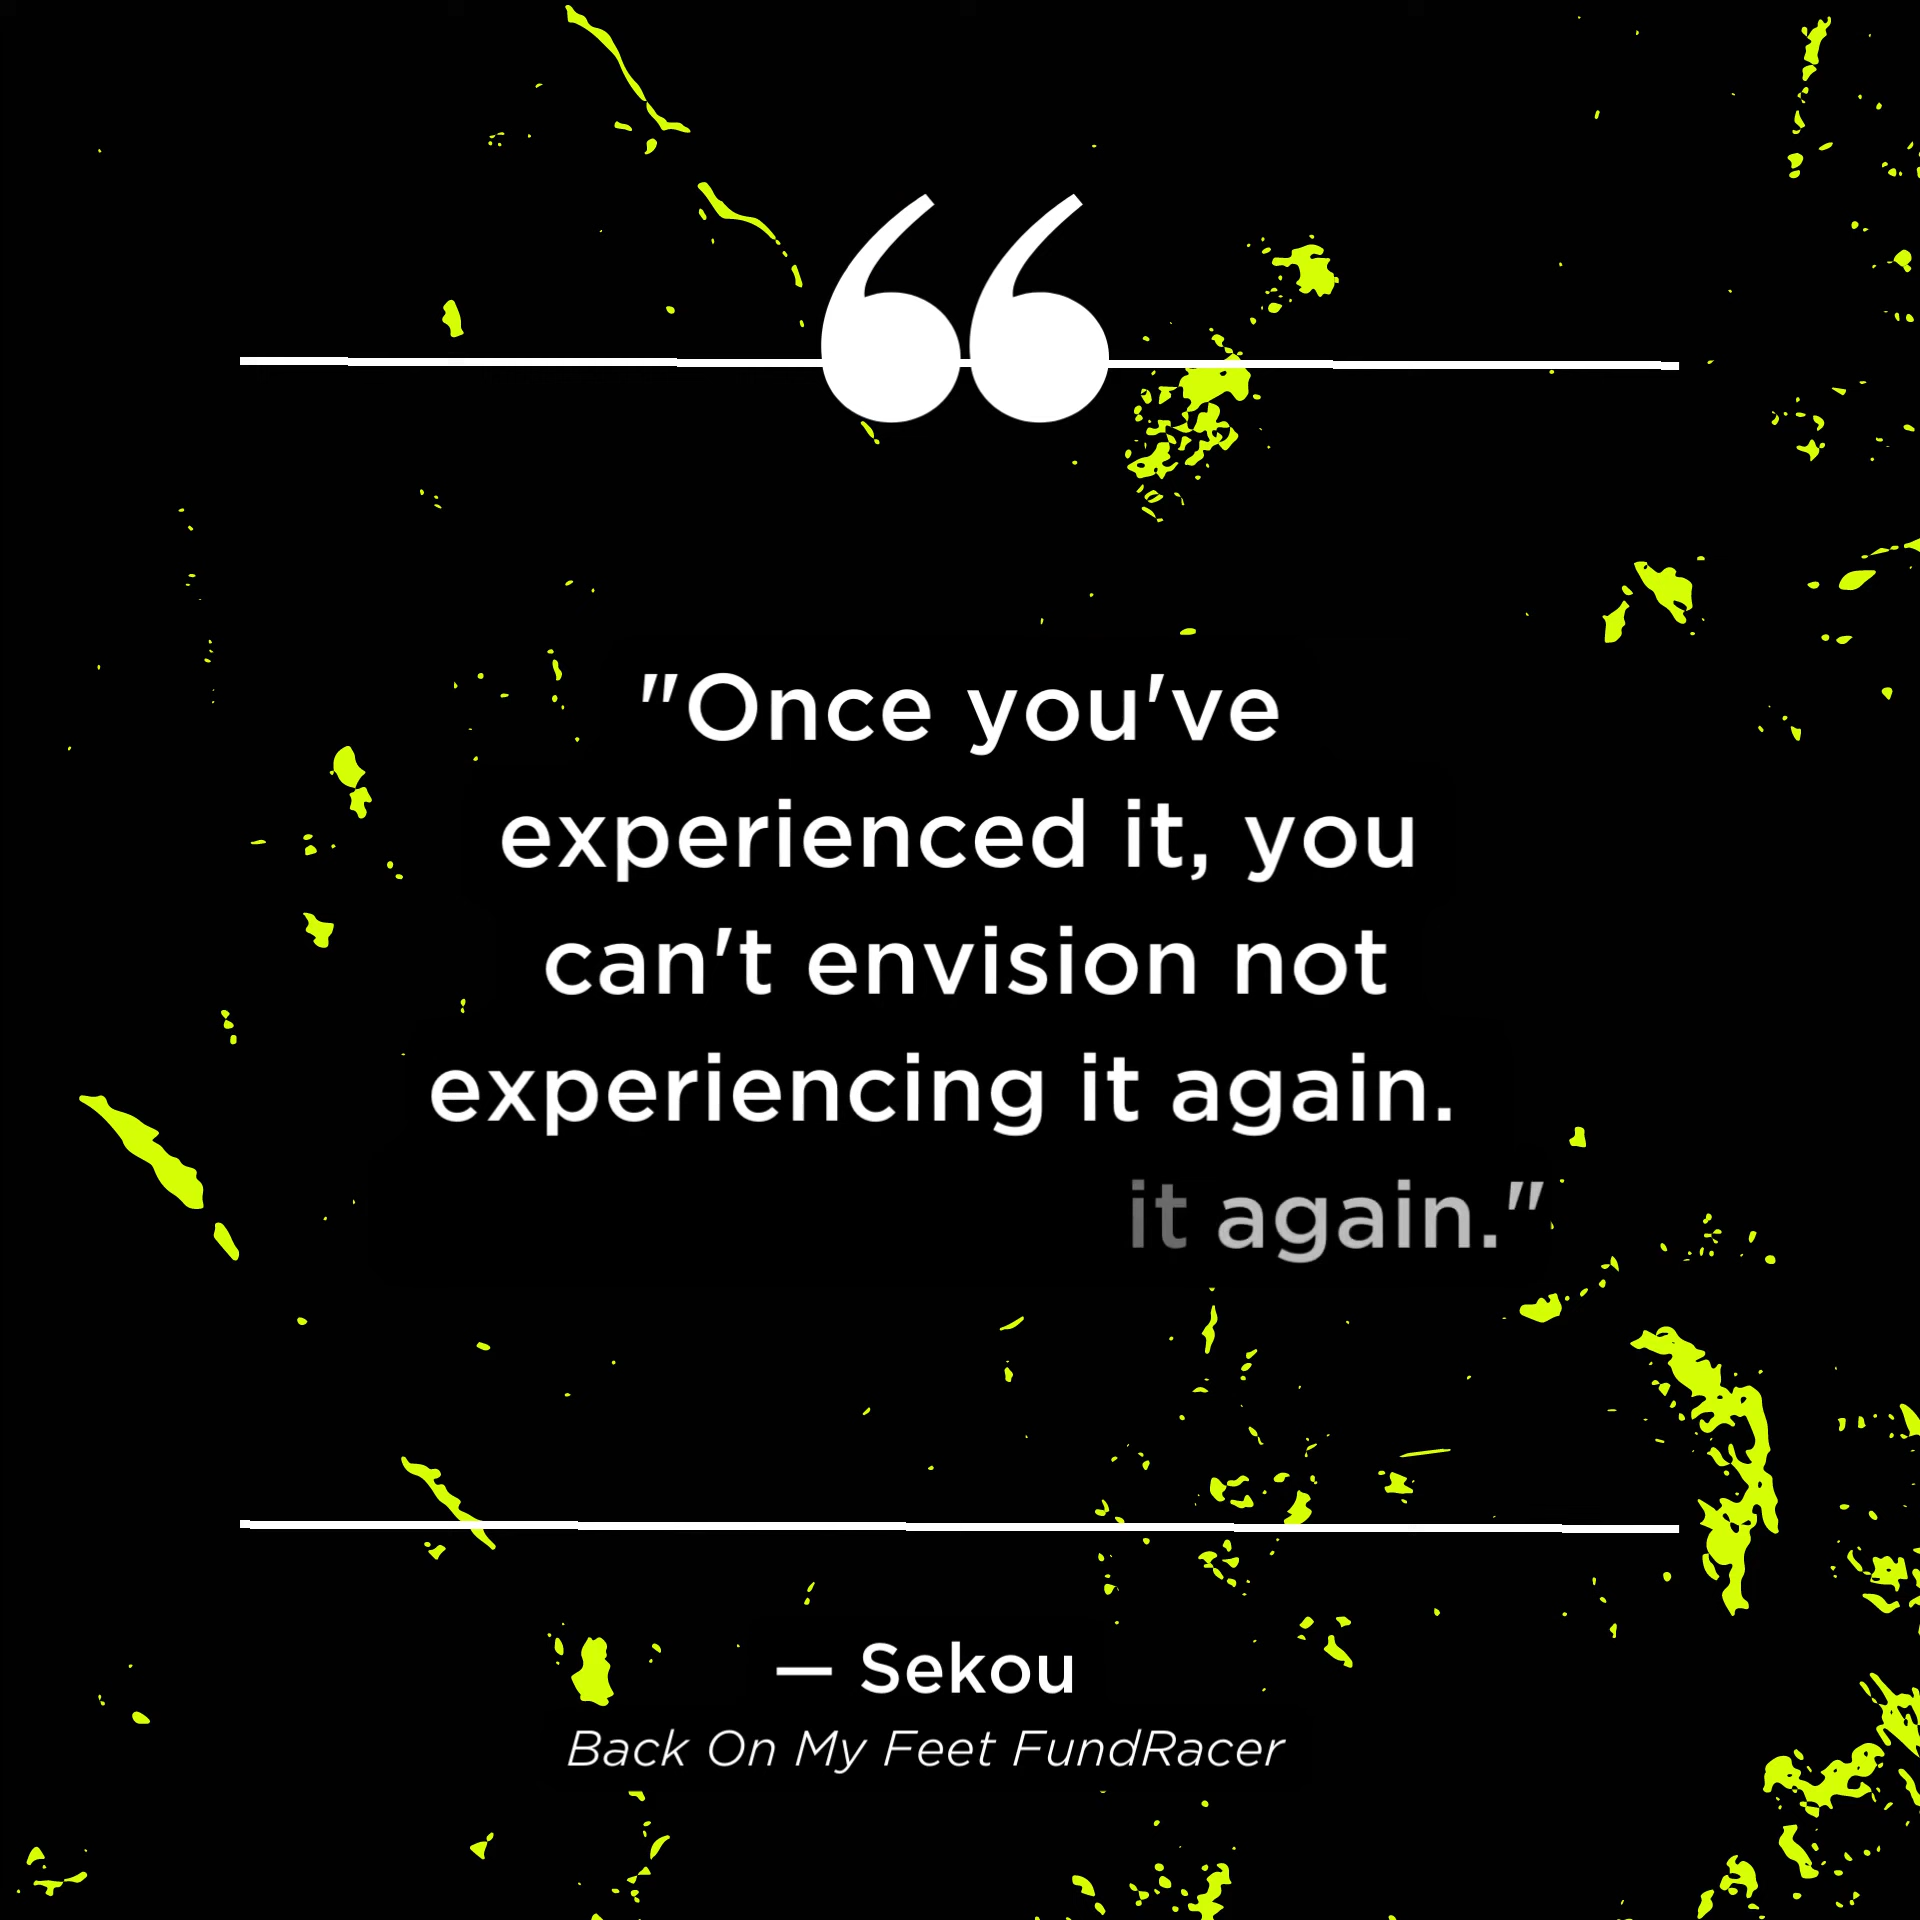 "Once you've
experienced it, you
can't envision not
experiencing it again.
it again."
— Sekou
Back On My Feet FundRacer